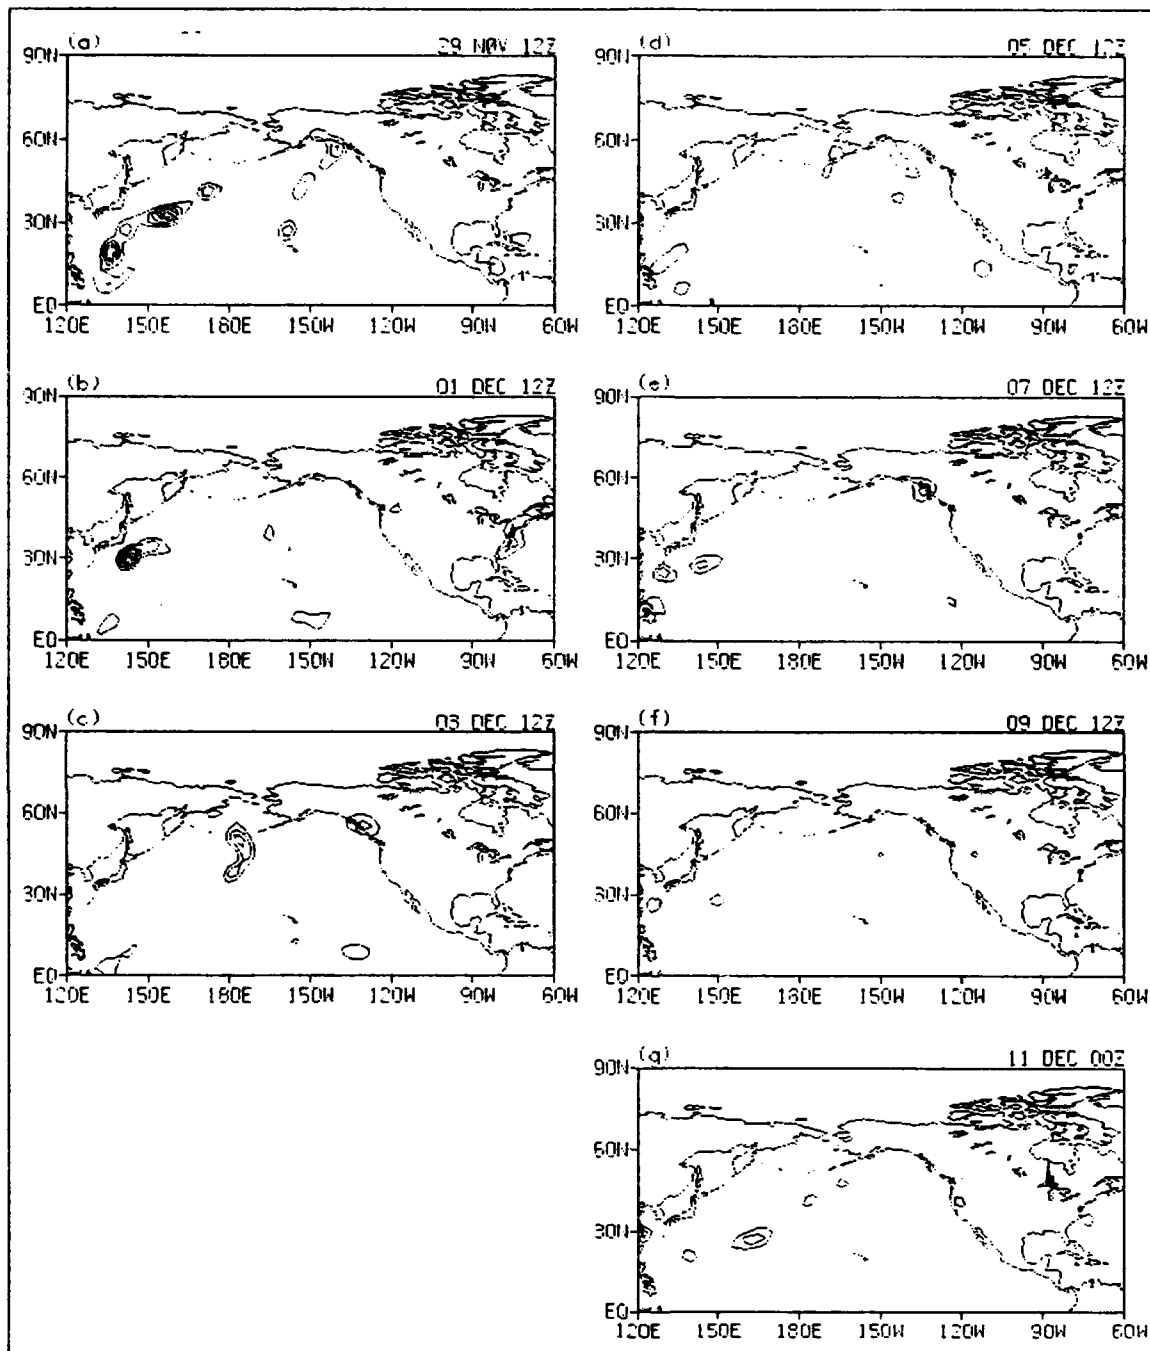 (a) 29 NOV 12Z
90N
60N
30N
EQ
120E 150E 180E 150W 120W 90W 60W
(d) 05 DEC 12Z
90N
60N
30N
EQ
120E 150E 180E 150W 120W 90W 60W
(b) 01 DEC 12Z
90N
60N
30N
EQ
120E 150E 180E 150W 120W 90W 60W
(e) 07 DEC 12Z
90N
60N
30N
EQ
120E 150E 180E 150W 120W 90W 60W
(c) 03 DEC 12Z
90N
60N
30N
EQ
120E 150E 180E 150W 120W 90W 60W
(f) 09 DEC 12Z
90N
60N
30N
EQ
120E 150E 180E 150W 120W 90W 60W
(g) 11 DEC 00Z
90N
60N
30N
EQ
120E 150E 180E 150W 120W 90W 60W